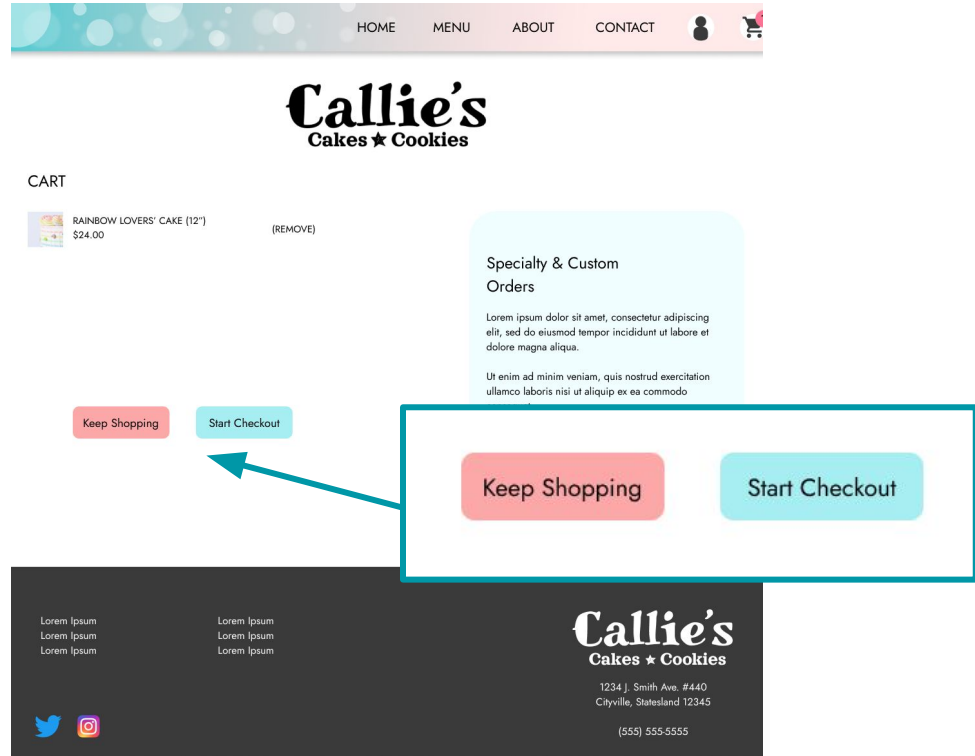 HOME MENU ABOUT CONTACT
Callie's
Cakes ★ Cookies
CART
RAINBOW LOVERS' CAKE (12")
$24.00
(REMOVE)
Specialty & Custom
Orders
Lorem ipsum dolor sit amet, consectetur adipiscing
elit, sed do eiusmod tempor incididunt ut labore et
dolore magna aliqua.
Ut enim ad minim veniam, quis nostrud exercitation
ullamco laboris nisi ut aliquip ex ea commodo
Keep Shopping Start Checkout
Keep Shopping Start Checkout
Lorem Ipsum
Lorem Ipsum
Lorem Ipsum
Lorem Ipsum
Lorem Ipsum
Lorem Ipsum
Callie's
Cakes ★ Cookies
1234 J. Smith Ave. #440
Cityville, Statesland 12345
(555) 555-5555